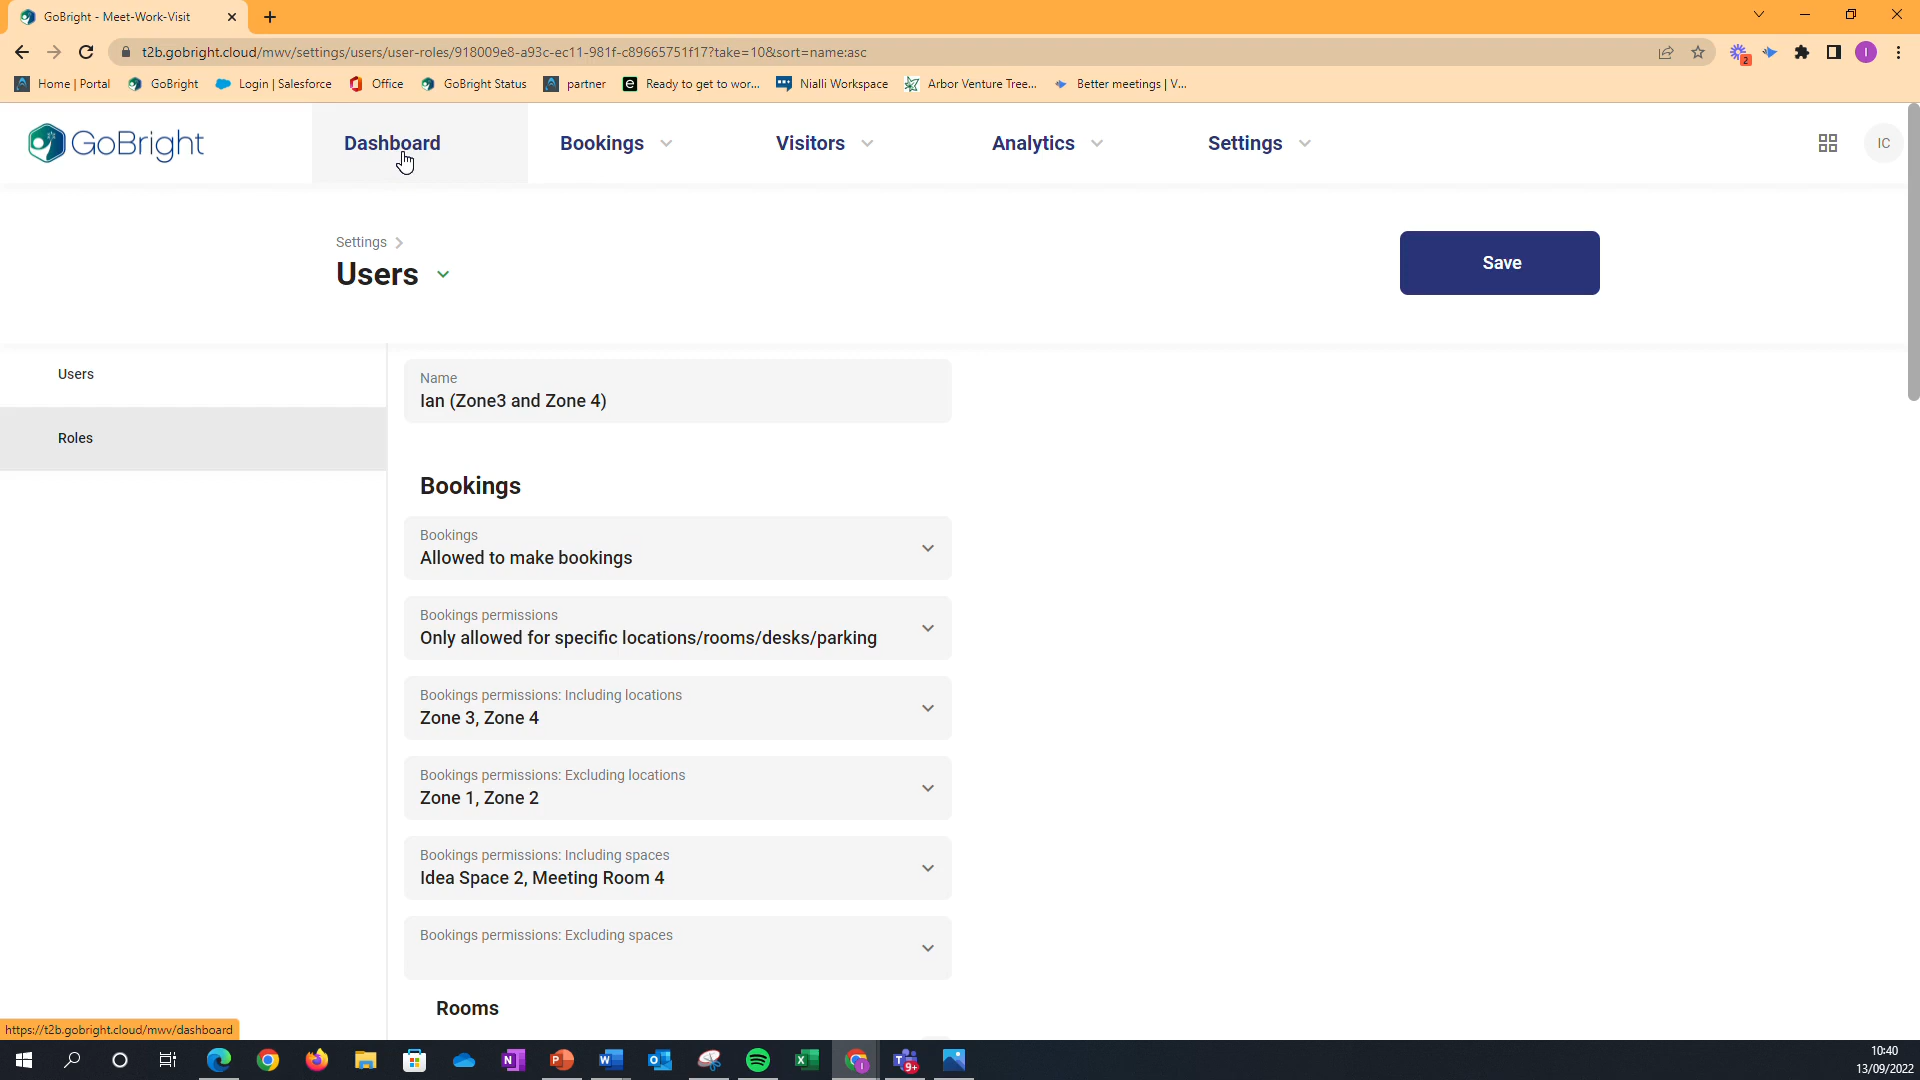 GoBright - Meet-Work-Visit
t2b.gobright.cloud/mwv/settings/users/user-roles/918009e8-a93c-ec11-981f-c89665751f17?take=10&sort=name:asc
2
I
Home | Portal
GoBright
Login | Salesforce
Office
GoBright Status
partner
Ready to get to wor...
Nialli Workspace
Arbor Venture Tree...
Better meetings | V...
GoBright
Dashboard
Bookings
Visitors
Analytics
Settings
IC
Settings
Users
Save
Users
Roles
Name
Ian (Zone3 and Zone 4)
Bookings
Bookings
Allowed to make bookings
Bookings permissions
Only allowed for specific locations/rooms/desks/parking
Bookings permissions: Including locations
Zone 3, Zone 4
Bookings permissions: Excluding locations
Zone 1, Zone 2
Bookings permissions: Including spaces
Idea Space 2, Meeting Room 4
Bookings permissions: Excluding spaces
Rooms
https://t2b.gobright.cloud/mwv/dashboard
9+
10:40
13/09/2022